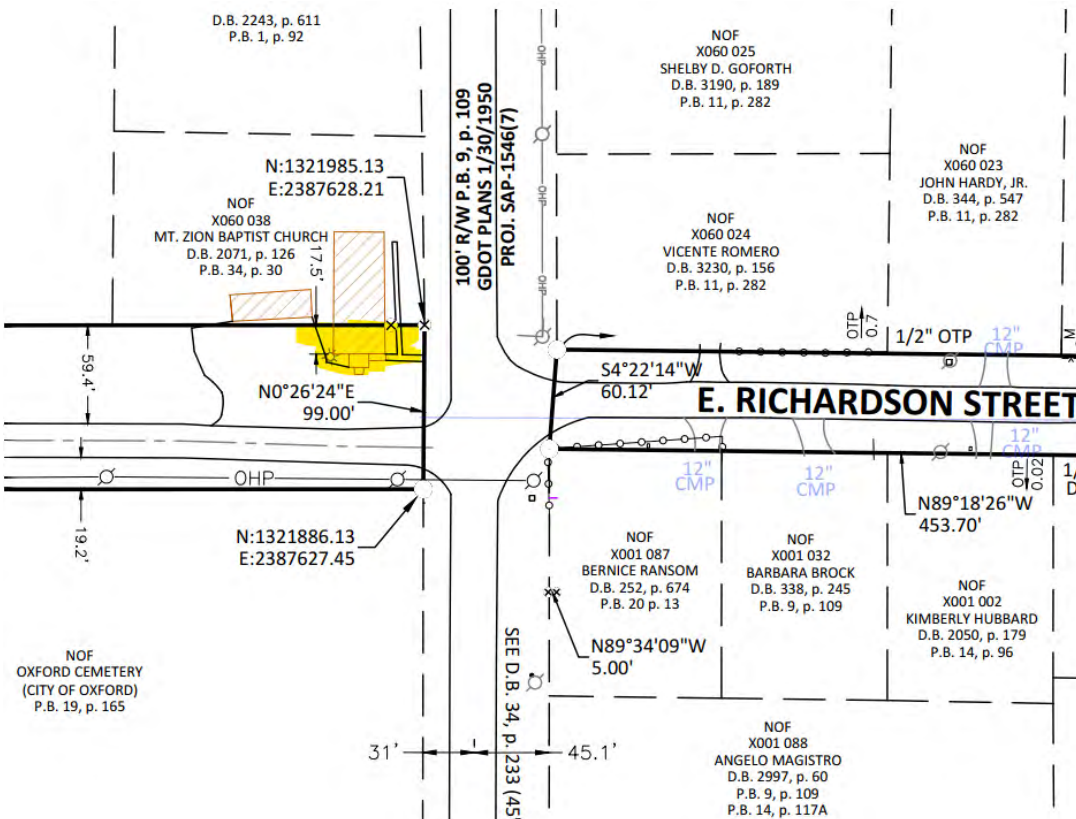 D.B. 2243, p. 611
P.B. 1, p. 92
NOF
X060 025
SHELBY D. GOFORTH
D.B. 3190, p. 189
P.B. 11, p. 282
OHP
OHP
OHP
100' R/W P.B. 9, p. 109
GDOT PLANS 1/30/1950
PROJ. SAP-1546(7)
N:1321985.13
E:2387628.21
NOF
X060 023
JOHN HARDY, JR.
D.B. 344, p. 547
P.B. 11, p. 282
NOF
X060 038
MT. ZION BAPTIST CHURCH
D.B. 2071, p. 126
P.B. 34, p. 30
17.5'
NOF
X060 024
VICENTE ROMERO
D.B. 3230, p. 156
P.B. 11, p. 282
OTP
0.7
1/2" OTP
12"
CMP
M
59.4'
N0°26'24"E
99.00'
S4°22'14"W
60.12'
E. RICHARDSON STREET
12"
CMP
OHP
12"
CMP
12"
CMP
OTP
0.02
1/
D
N89°18'26"W
453.70'
19.2'
N:1321886.13
E:2387627.45
NOF
X001 087
BERNICE RANSOM
D.B. 252, p. 674
P.B. 20 p. 13
NOF
X001 032
BARBARA BROCK
D.B. 338, p. 245
P.B. 9, p. 109
NOF
X001 002
KIMBERLY HUBBARD
D.B. 2050, p. 179
P.B. 14, p. 96
N89°34'09"W
5.00'
NOF
OXFORD CEMETERY
(CITY OF OXFORD)
P.B. 19, p. 165
SEE D.B. 34, p. 233 (45'
31'
45.1'
NOF
X001 088
ANGELO MAGISTRO
D.B. 2997, p. 60
P.B. 9, p. 109
P.B. 14, p. 117A